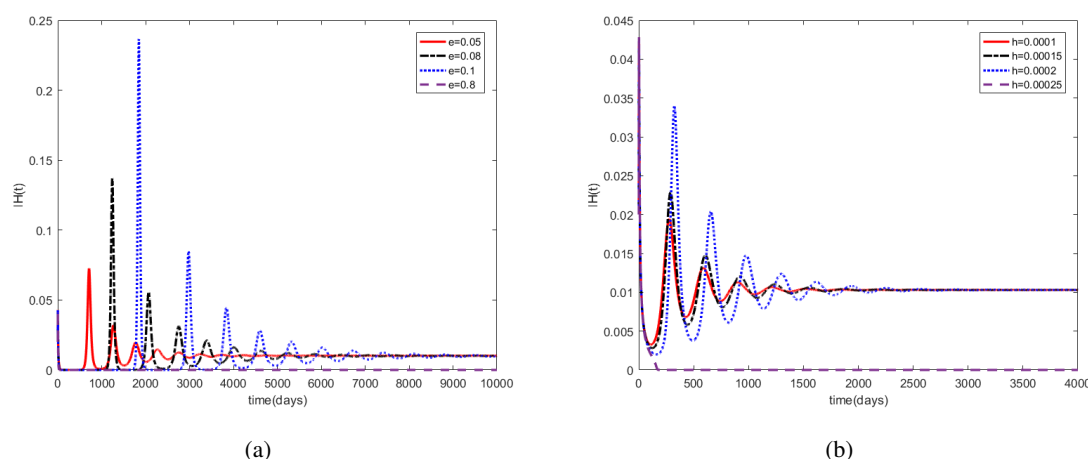 0.25
0.2
0.15
0.1
0.05
0
IH(t)
e=0.05
e=0.08
e=0.1
e=0.8
0 1000 2000 3000 4000 5000 6000 7000 8000 9000 10000
time(days)
(a)
0.045
0.04
0.035
0.03
0.025
0.02
0.015
0.01
0.005
0
IH(t)
h=0.0001
h=0.00015
h=0.0002
h=0.00025
0 500 1000 1500 2000 2500 3000 3500 4000
time(days)
(b)